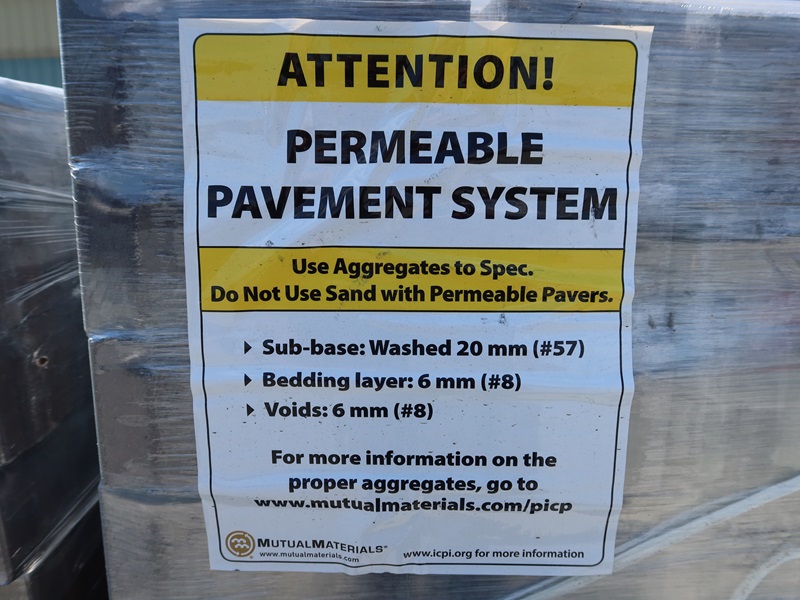 ATTENTION!
PERMEABLE
PAVEMENT SYSTEM
Use Aggregates to Spec.
Do Not Use Sand with Permeable Pavers.
Sub-base: Washed 20 mm (#57)
Bedding layer: 6 mm (#8)
Voids: 6 mm (#8)
For more information on the
proper aggregates, go to
www.mutualmaterials.com/picp
MUTUALMATERIALS®
www.mutualmaterials.com
www.icpi.org for more information